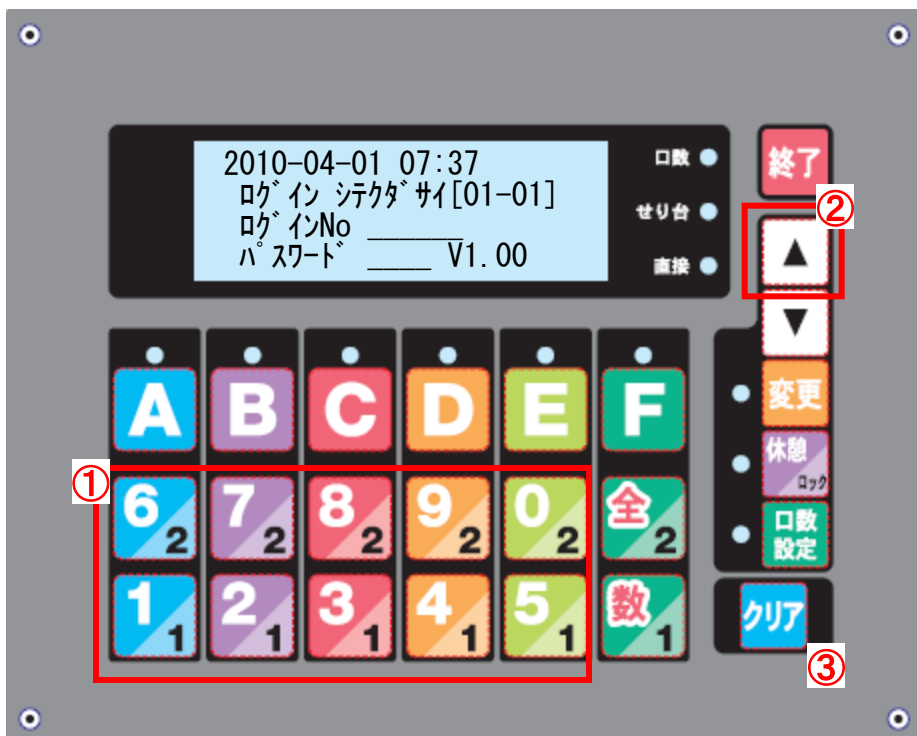 2010-04-01 07:37
ﾛｸﾞｲﾝ ｼﾃｸﾀﾞｻｲ[01-01]
ﾛｸﾞｲﾝNo ______
ﾊﾟｽﾜｰﾄﾞ ____ V1.00
口数
せり台
直接
終了
②
▲
▼
変更
休憩
ロック
口数
設定
クリア
③
A B C D E F
①
6 2 7 2 8 2 9 2 0 2 全 2
1 1 2 1 3 1 4 1 5 1 数 1